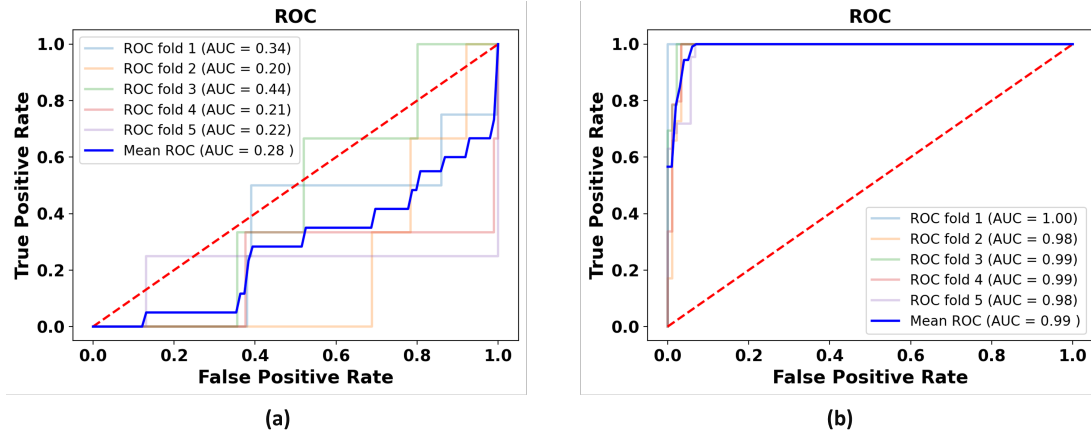 ROC
True Positive Rate
1.0
0.8
0.6
0.4
0.2
0.0
ROC fold 1 (AUC = 0.34)
ROC fold 2 (AUC = 0.20)
ROC fold 3 (AUC = 0.44)
ROC fold 4 (AUC = 0.21)
ROC fold 5 (AUC = 0.22)
Mean ROC (AUC = 0.28 )
0.0 0.2 0.4 0.6 0.8 1.0
False Positive Rate
(a)
ROC
True Positive Rate
1.0
0.8
0.6
0.4
0.2
0.0
ROC fold 1 (AUC = 1.00)
ROC fold 2 (AUC = 0.98)
ROC fold 3 (AUC = 0.99)
ROC fold 4 (AUC = 0.99)
ROC fold 5 (AUC = 0.98)
Mean ROC (AUC = 0.99 )
0.0 0.2 0.4 0.6 0.8 1.0
False Positive Rate
(b)